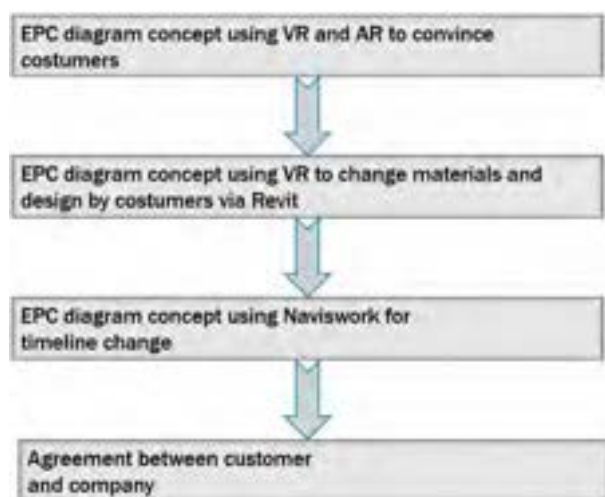 EPC diagram concept using VR and AR to convince
costumers
EPC diagram concept using VR to change materials and
design by costumers via Revit
EPC diagram concept using Naviswork for
timeline change
Agreement between customer
and company